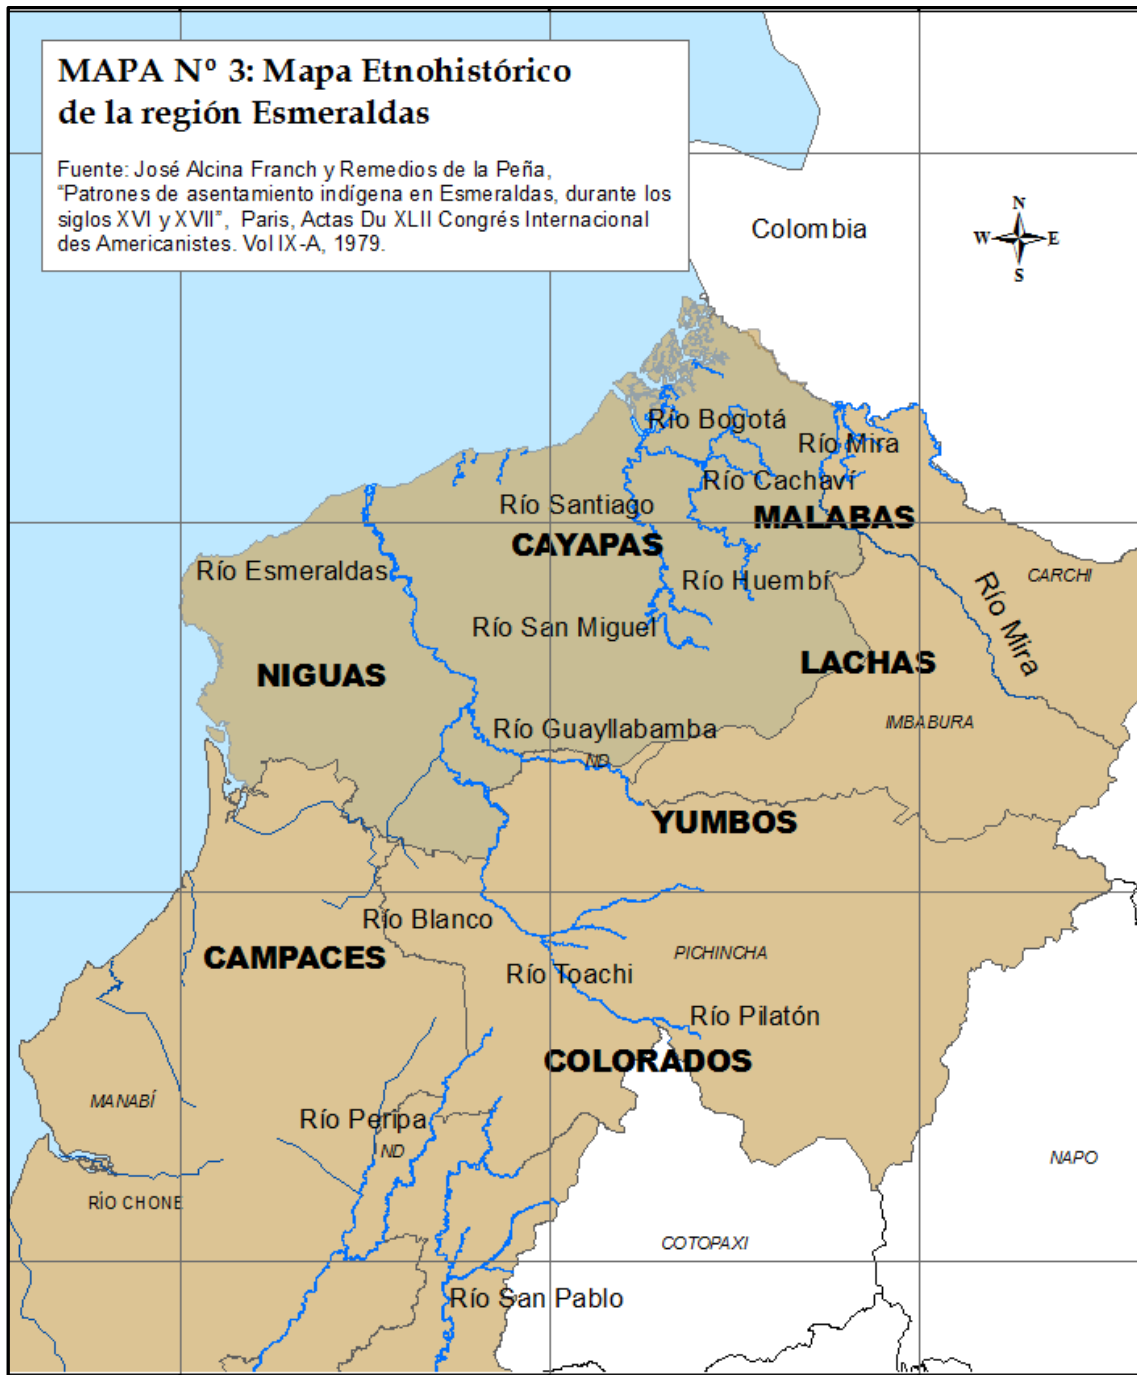 MAPA Nº 3: Mapa Etnohistórico
de la región Esmeraldas
Fuente: José Alcina Franch y Remedios de la Peña,
“Patrones de asentamiento indígena en Esmeraldas, durante los
siglos XVI y XVII”, Paris, Actas Du XLII Congrés Internacional
des Americanistes. Vol IX-A, 1979.
Colombia
N
W E
S
Río Bogotá
Río Mira
Río Cachaví
Río Santiago
MALABAS
CAYAPAS
Río Esmeraldas
Río Huembí
CARCHI
Río Mira
Río San Miguel
LACHAS
NIGUAS
IMBABURA
Río Guayllabamba
ND
YUMBOS
Río Blanco
CAMPACES
PICHINCHA
Río Toachi
Río Pilatón
COLORADOS
MANABÍ
Río Peripa
ND
NAPO
RÍO CHONE
COTOPAXI
Río San Pablo